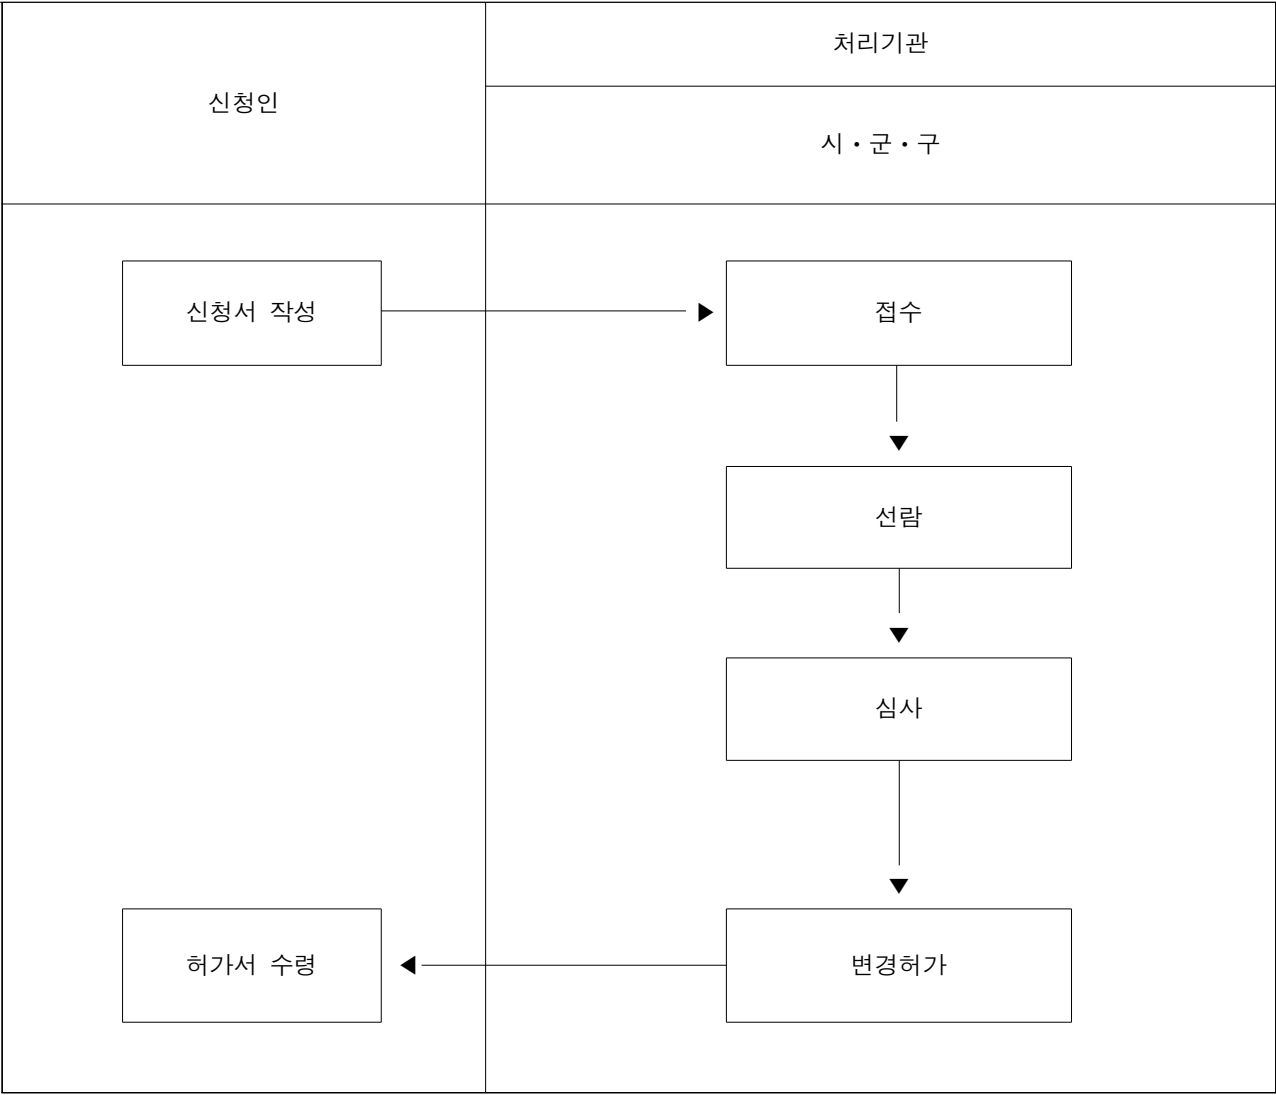 신청인
처리기관
시・군・구
신청서 작성
접수
선람
심사
변경허가
허가서 수령